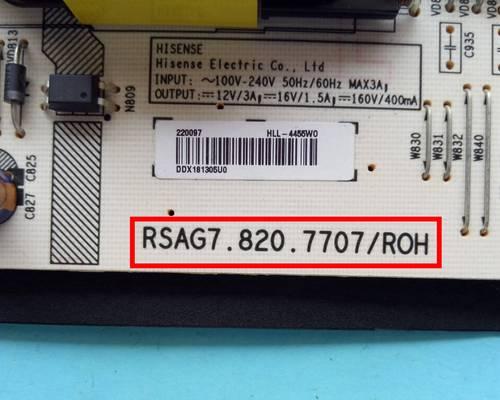 VD813
N809
C825
C827
HISENSE
Hisense Electric Co., Ltd
INPUT: ～100V-240V 50Hz/60Hz MAX3A,
OUTPUT:⎓12V/3A,⎓16V/1.5A,⎓160V/400mA
C935
220097 HLL-4455WO
DDX181305U0
W830
W831
W832
W840
RSAG7.820.7707/ROH